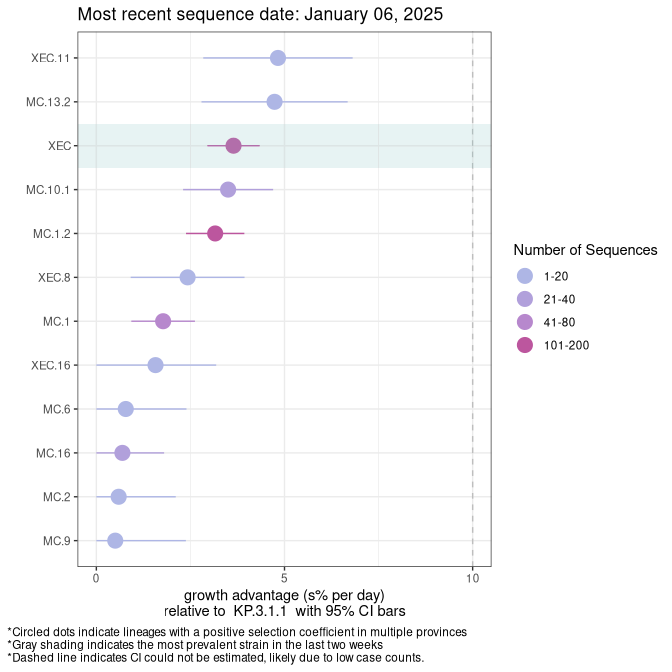 Most recent sequence date: January 06, 2025
XEC.11
MC.13.2
XEC
MC.10.1
MC.1.2
XEC.8
MC.1
XEC.16
MC.6
MC.16
MC.2
MC.9
0 5 10
growth advantage (s% per day)
relative to KP.3.1.1 with 95% CI bars
Number of Sequences
1-20
21-40
41-80
101-200
*Circled dots indicate lineages with a positive selection coefficient in multiple provinces
*Gray shading indicates the most prevalent strain in the last two weeks
*Dashed line indicates CI could not be estimated, likely due to low case counts.